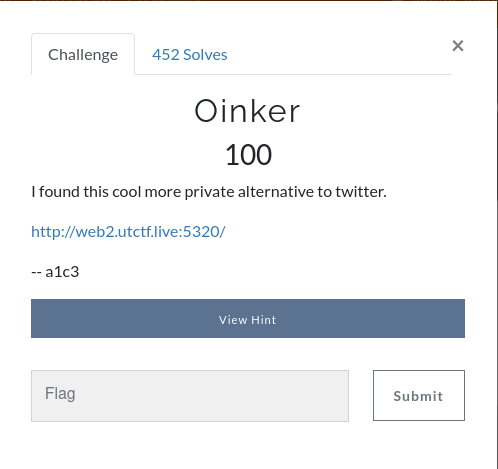 Challenge
452 Solves
×
Oinker
100
I found this cool more private alternative to twitter.
http://web2.utctf.live:5320/
-- a1c3
View Hint
Flag
Submit